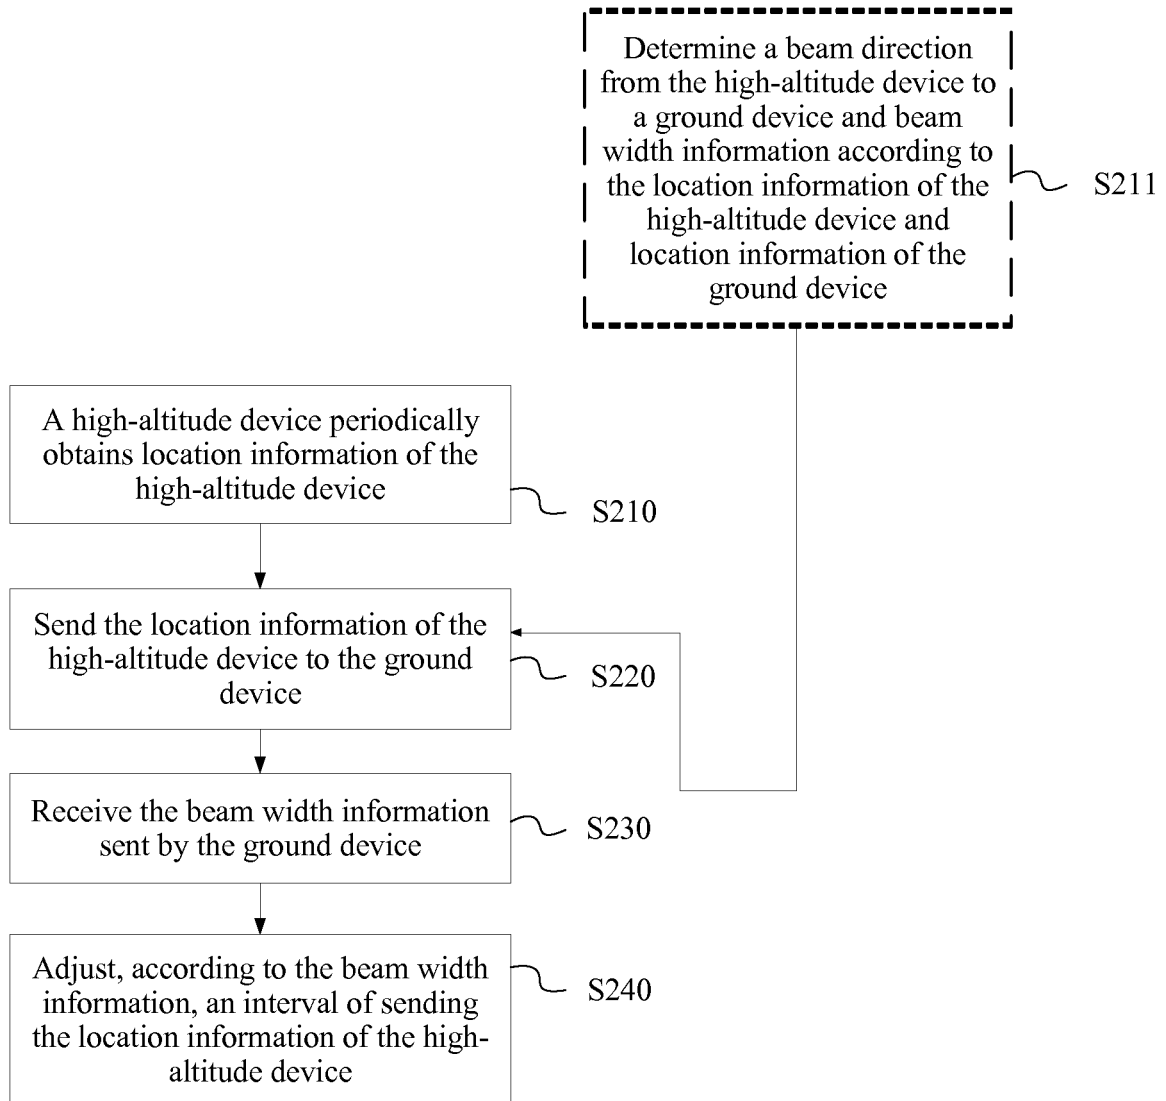 Determine a beam direction
from the high-altitude device to
a ground device and beam
width information according to
the location information of the
high-altitude device and
location information of the
ground device
S211
A high-altitude device periodically
obtains location information of the
high-altitude device
S210
Send the location information of the
high-altitude device to the ground
device
S220
Receive the beam width information
sent by the ground device
S230
Adjust, according to the beam width
information, an interval of sending
the location information of the high-
altitude device
S240